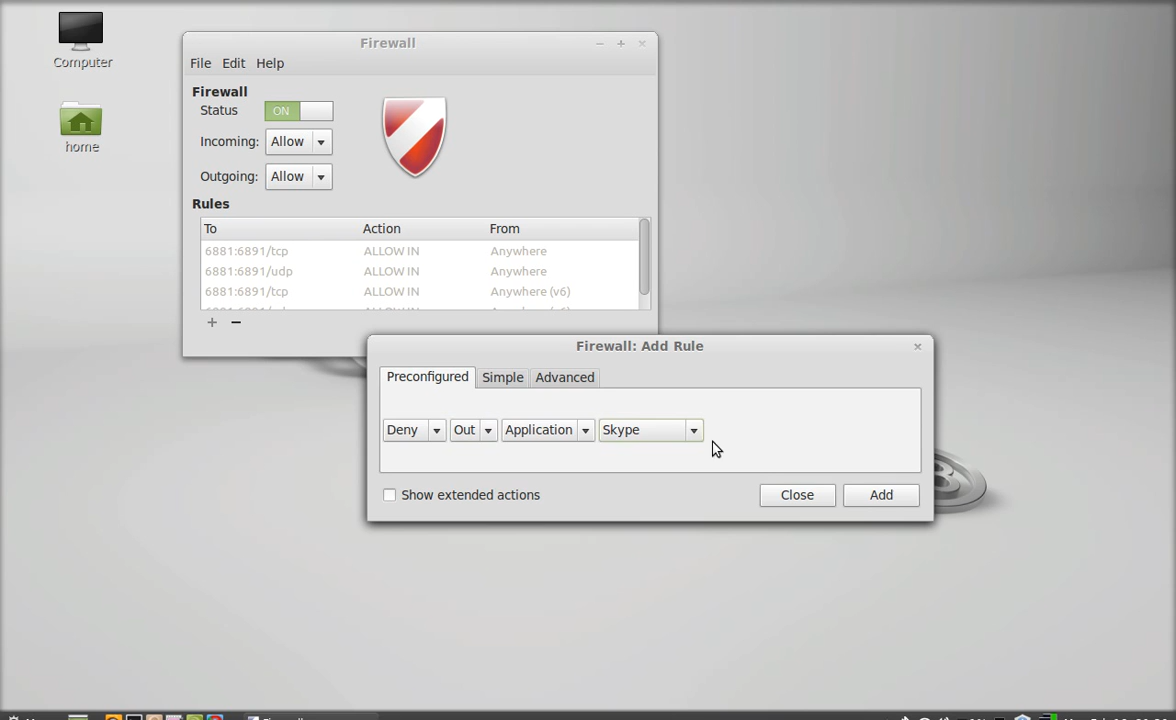 Computer
home
Firewall
File Edit Help
Firewall
Status ON
Incoming: Allow
Outgoing: Allow
Rules
To Action From
6881:6891/tcp ALLOW IN Anywhere
6881:6891/udp ALLOW IN Anywhere
6881:6891/tcp ALLOW IN Anywhere (v6)
Firewall: Add Rule
Preconfigured Simple Advanced
Deny Out Application Skype
Show extended actions Close Add